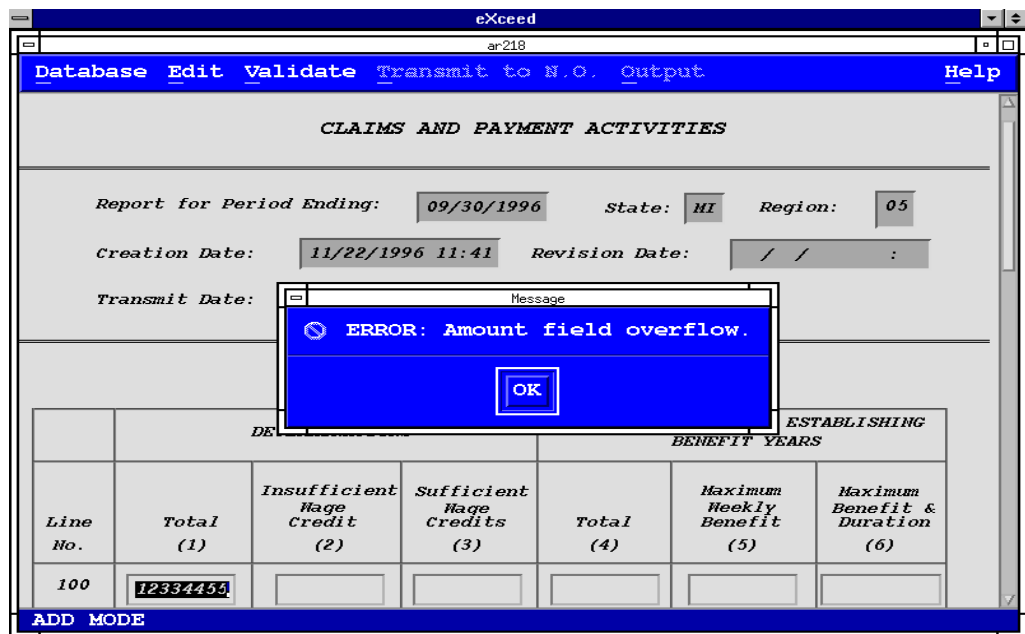 eXceed
ar218
Database Edit Validate Transmit to N.O. Output Help
CLAIMS AND PAYMENT ACTIVITIES
Report for Period Ending: 09/30/1996 State: MI Region: 05
Creation Date: 11/22/1996 11:41 Revision Date: / / :
Transmit Date:
Message
ERROR: Amount field overflow.
OK
ESTABLISHING
BENEFIT YEARS
Line No.
Total (1)
Insufficient Wage Credit (2)
Sufficient Wage Credits (3)
Total (4)
Maximum Weekly Benefit (5)
Maximum Benefit & Duration (6)
100 12334455
ADD MODE